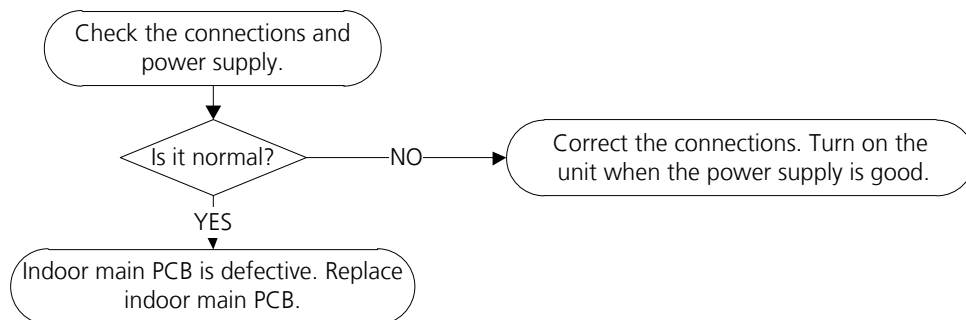 Check the connections and
power supply.
Is it normal?
NO
Correct the connections. Turn on the
unit when the power supply is good.
YES
Indoor main PCB is defective. Replace
indoor main PCB.